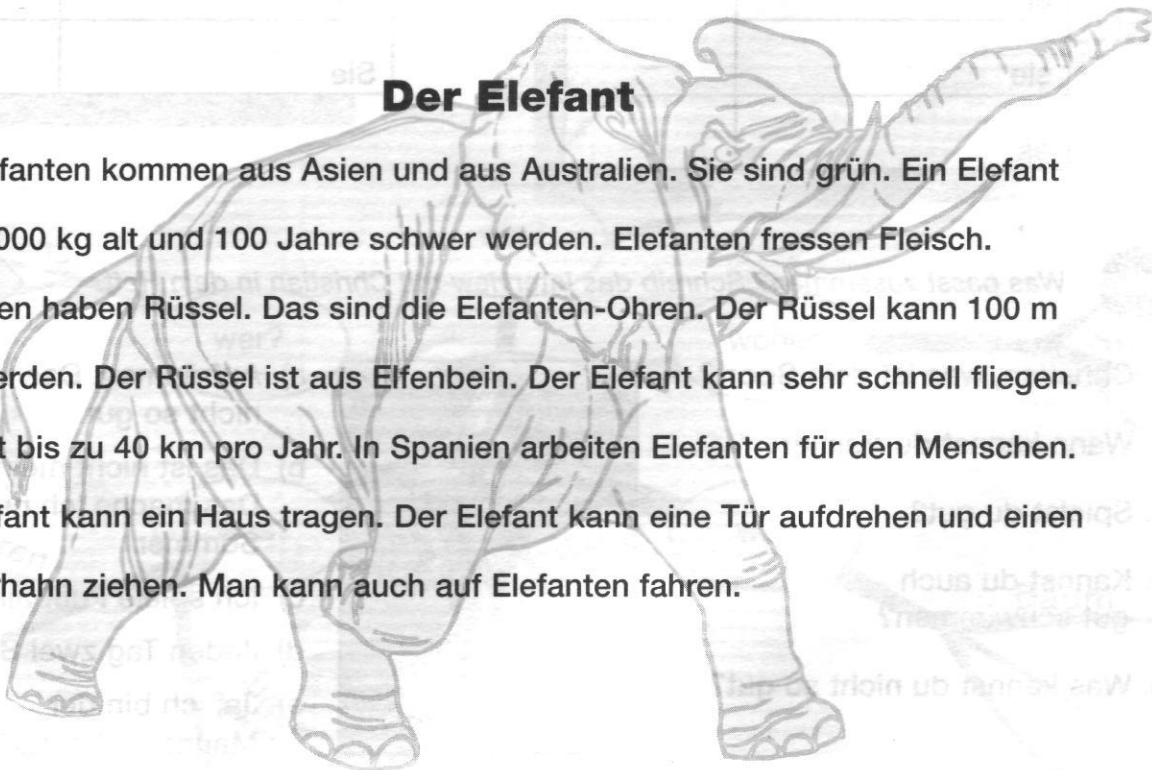 Der Elefant
fanten kommen aus Asien und aus Australien. Sie sind grün. Ein Elefant
000 kg alt und 100 Jahre schwer werden. Elefanten fressen Fleisch.
en haben Rüssel. Das sind die Elefanten-Ohren. Der Rüssel kann 100 m
erden. Der Rüssel ist aus Elfenbein. Der Elefant kann sehr schnell fliegen.
t bis zu 40 km pro Jahr. In Spanien arbeiten Elefanten für den Menschen.
fant kann ein Haus tragen. Der Elefant kann eine Tür aufdrehen und einen
hahn ziehen. Man kann auch auf Elefanten fahren.